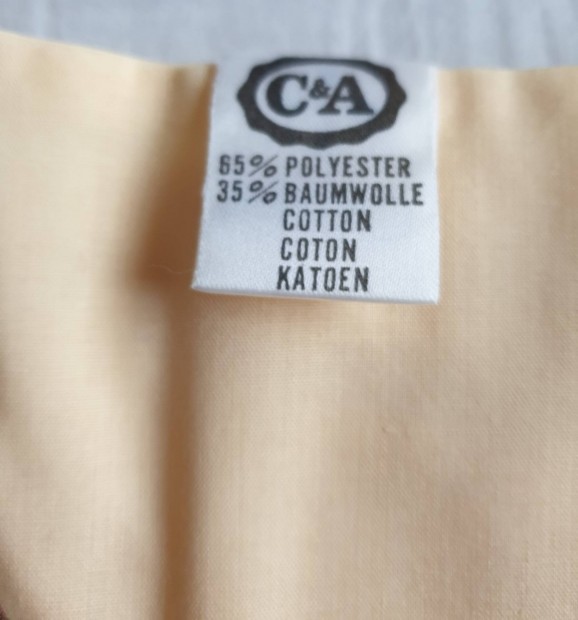 C&A
65% POLYESTER
35% BAUMWOLLE
COTTON
COTON
KATOEN